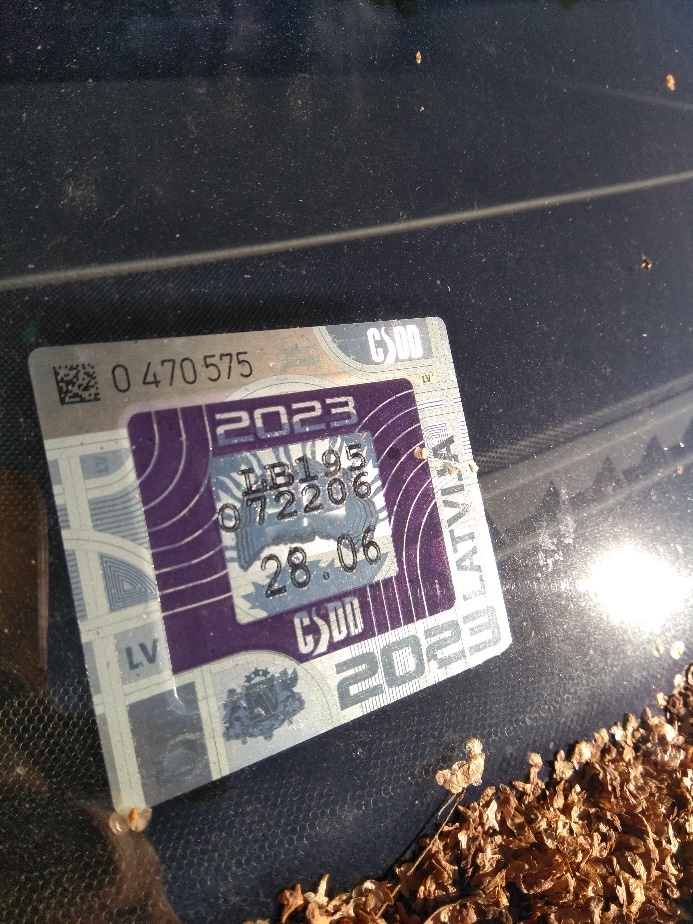 0 470575
CSDD
LV
2023
LB195
072206
28.06
CSDD
LATVIJA
LV
2023